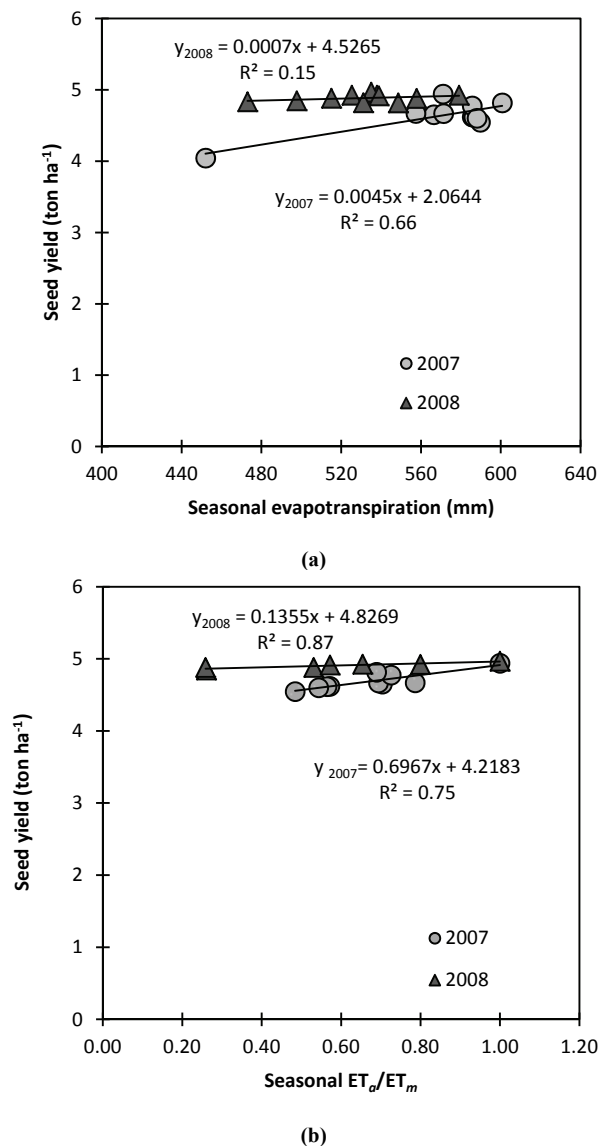 y2008 = 0.0007x + 4.5265
R² = 0.15
y2007 = 0.0045x + 2.0644
R² = 0.66
2007
2008
Seed yield (ton ha⁻¹)
6
5
4
3
2
1
0
400 440 480 520 560 600 640
Seasonal evapotranspiration (mm)
(a)
y2008 = 0.1355x + 4.8269
R² = 0.87
y 2007= 0.6967x + 4.2183
R² = 0.75
2007
2008
Seed yield (ton ha⁻¹)
6
5
4
3
2
1
0
0.00 0.20 0.40 0.60 0.80 1.00 1.20
Seasonal ETa/ETm
(b)